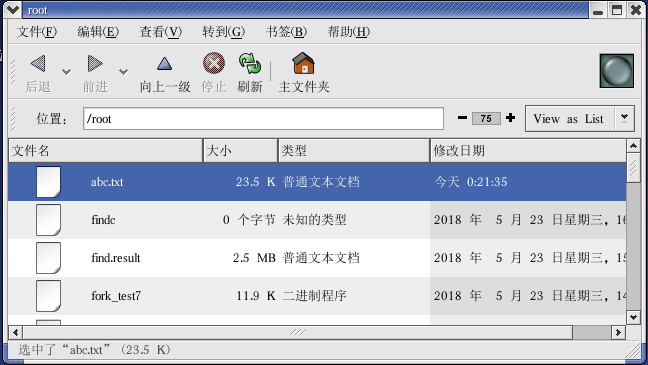 root
文件(F) 编辑(E) 查看(V) 转到(G) 书签(B) 帮助(H)
后退 前进 向上一级 停止 刷新 主文件夹
位置: /root 75 View as List
文件名 大小 类型 修改日期
abc.txt 23.5 K 普通文本文档 今天 0:21:35
findc 0 个字节 未知的类型 2018 年 5 月 23 日星期三, 16
find.result 2.5 MB 普通文本文档 2018 年 5 月 23 日星期三, 15
fork_test7 11.9 K 二进制程序 2018 年 5 月 23 日星期三, 14
选中了“abc.txt” (23.5 K)